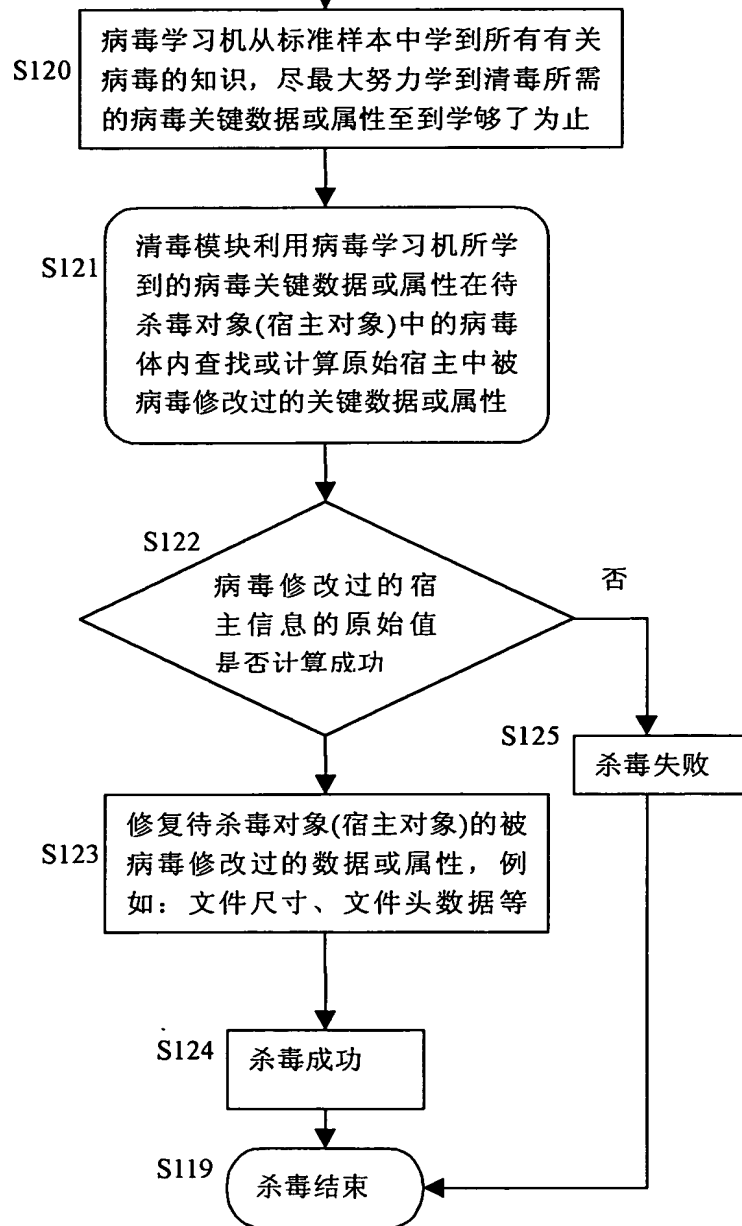 S120
病毒学习机从标准样本中学到所有有关
病毒的知识，尽最大努力学到清毒所需
的病毒关键数据或属性至到学够了为止
S121
清毒模块利用病毒学习机所学
到的病毒关键数据或属性在待
杀毒对象(宿主对象)中的病毒
体内查找或计算原始宿主中被
病毒修改过的关键数据或属性
S122
病毒修改过的宿
主信息的原始值
是否计算成功
否
S125
杀毒失败
S123
修复待杀毒对象(宿主对象)的被
病毒修改过的数据或属性，例
如：文件尺寸、文件头数据等
S124
杀毒成功
S119
杀毒结束